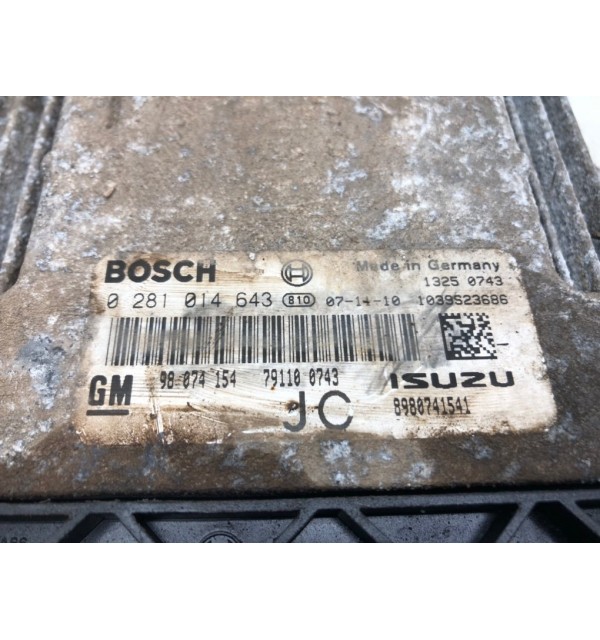 BOSCH Made in Germany
1325 0743
0 281 014 643 810 07-14-10 1039S23686
98 074 154 79110 0743 ISUZU
GM JC 8980741541